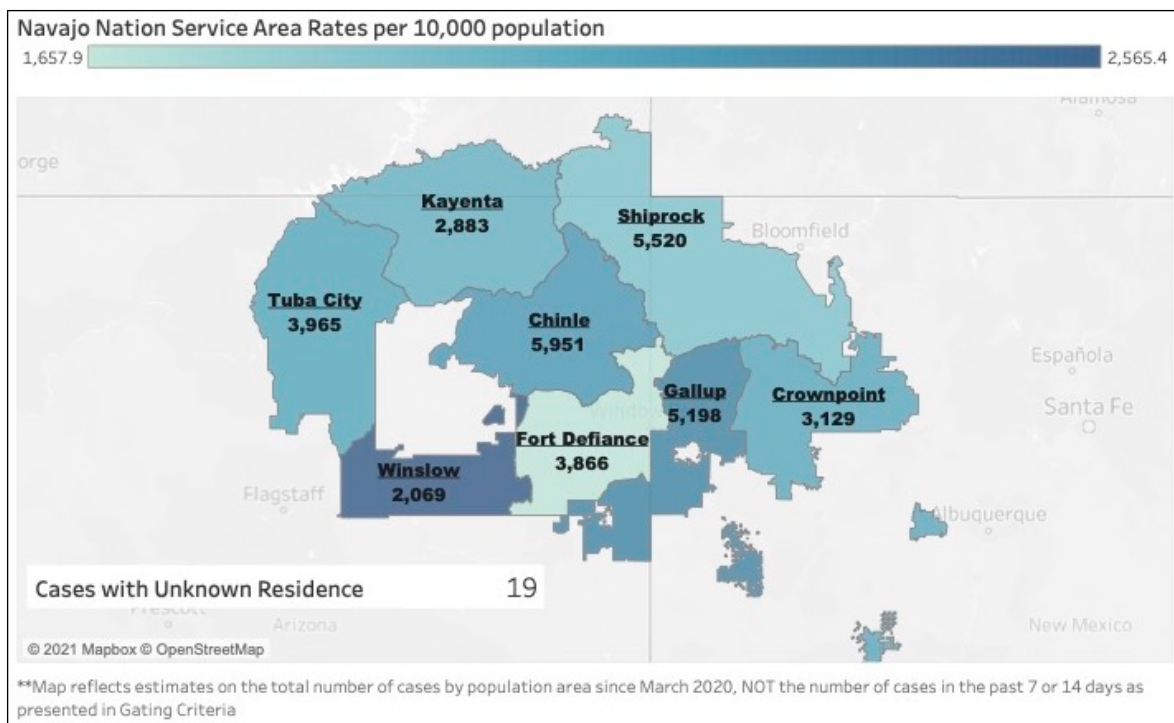 Navajo Nation Service Area Rates per 10,000 population
1,657.9
2,565.4
Alamosa
orge
Kayenta
2,883
Shiprock
5,520
Bloomfield
Tuba City
3,965
Chinle
5,951
Española
Gallup
5,198
Crownpoint
3,129
Santa Fe
Window
Fort Defiance
3,866
Winslow
2,069
Flagstaff
Albuquerque
Cases with Unknown Residence 19
Prescott
Arizona
New Mexico
© 2021 Mapbox © OpenStreetMap
**Map reflects estimates on the total number of cases by population area since March 2020, NOT the number of cases in the past 7 or 14 days as
presented in Gating Criteria